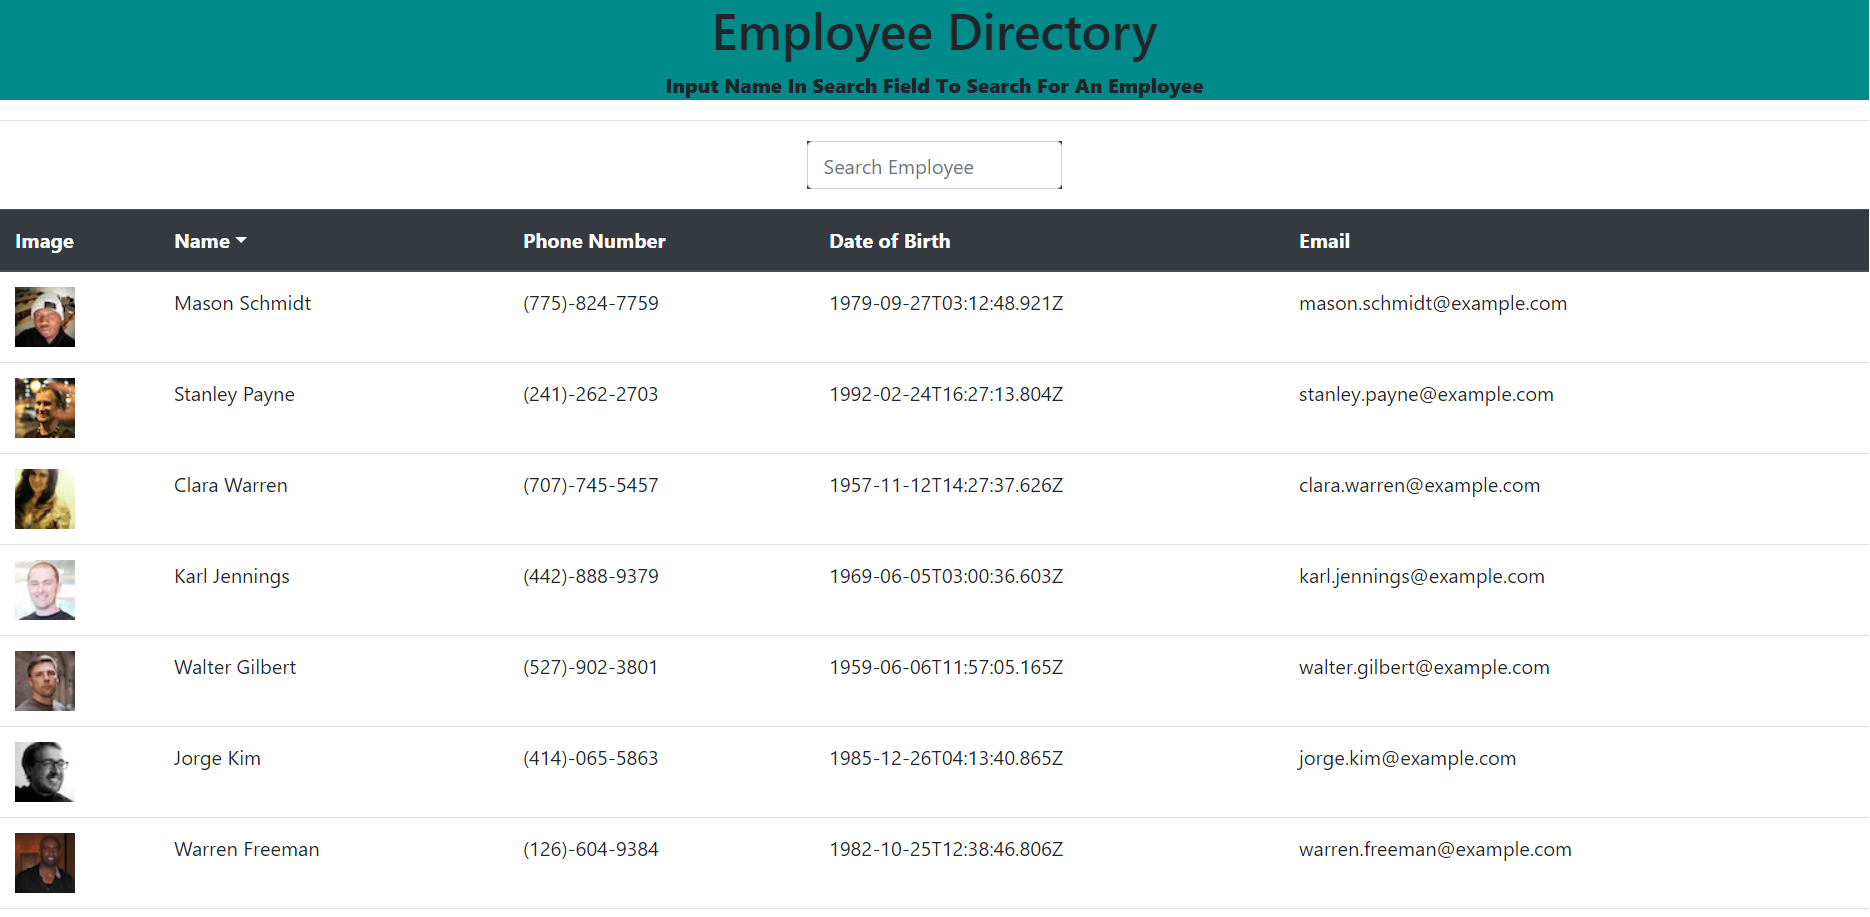 Employee Directory
Input Name In Search Field To Search For An Employee
Search Employee
Image Name Phone Number Date of Birth Email
Mason Schmidt (775)-824-7759 1979-09-27T03:12:48.921Z mason.schmidt@example.com
Stanley Payne (241)-262-2703 1992-02-24T16:27:13.804Z stanley.payne@example.com
Clara Warren (707)-745-5457 1957-11-12T14:27:37.626Z clara.warren@example.com
Karl Jennings (442)-888-9379 1969-06-05T03:00:36.603Z karl.jennings@example.com
Walter Gilbert (527)-902-3801 1959-06-06T11:57:05.165Z walter.gilbert@example.com
Jorge Kim (414)-065-5863 1985-12-26T04:13:40.865Z jorge.kim@example.com
Warren Freeman (126)-604-9384 1982-10-25T12:38:46.806Z warren.freeman@example.com